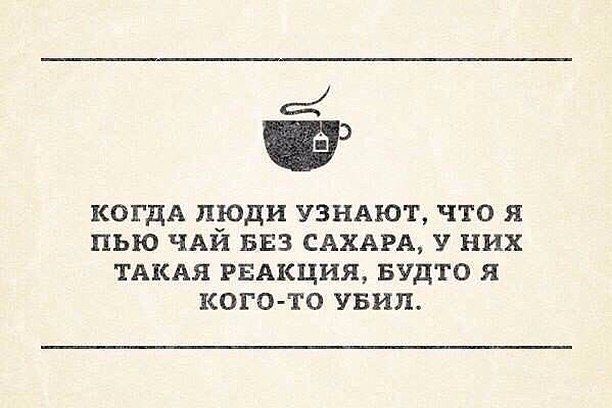 КОГДА ЛЮДИ УЗНАЮТ, ЧТО Я
ПЬЮ ЧАЙ БЕЗ САХАРА, У НИХ
ТАКАЯ РЕАКЦИЯ, БУДТО Я
КОГО-ТО УБИЛ.